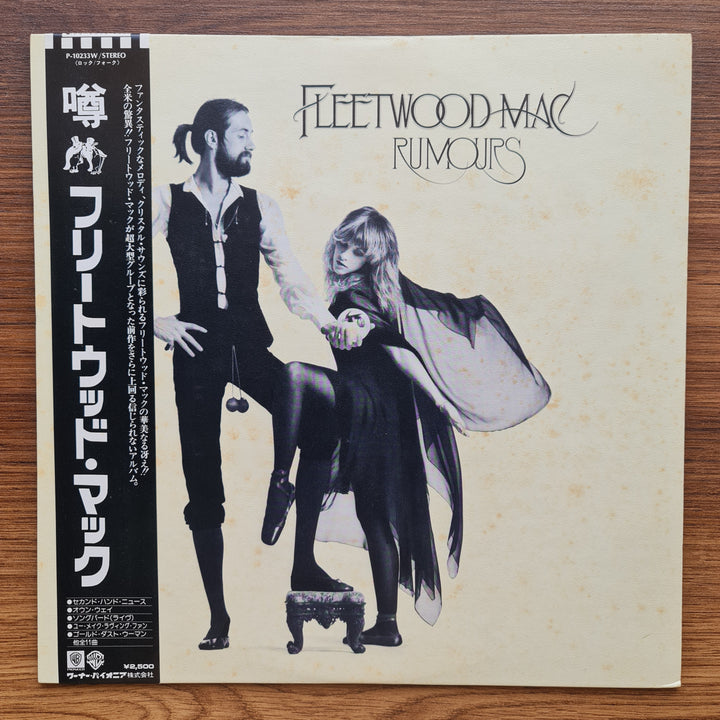 P-10233W/STEREO
(ロック/フォーク)
噂
フリートウッド・マック
ファンタスティックなメロディ、クリスタル・サウンズに彩られるフリートウッド・マックの華美なる冴え!!
全米の驚異!!フリートウッド・マックが超大型グループとなった前作をさらに上回る信じられないアルバム。
●セカンド・ハンド・ニュース
●オウン・ウェイ
●ソングバード(ライヴ)
●ユー・メイク・ラヴィング・ファン
●ゴールド・ダスト・ウーマン
他全11曲
¥2,500
PIONEER
ワーナー・パイオニア株式会社
FLEETWOOD MAC
RUMOURS